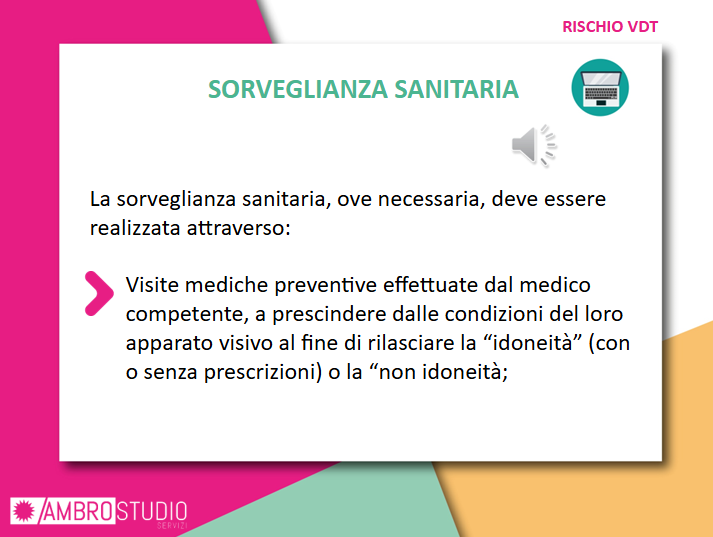 RISCHIO VDT
SORVEGLIANZA SANITARIA
La sorveglianza sanitaria, ove necessaria, deve essere
realizzata attraverso:
Visite mediche preventive effettuate dal medico
competente, a prescindere dalle condizioni del loro
apparato visivo al fine di rilasciare la “idoneità” (con
o senza prescrizioni) o la “non idoneità;
AMBROSTUDIO
SERVIZI